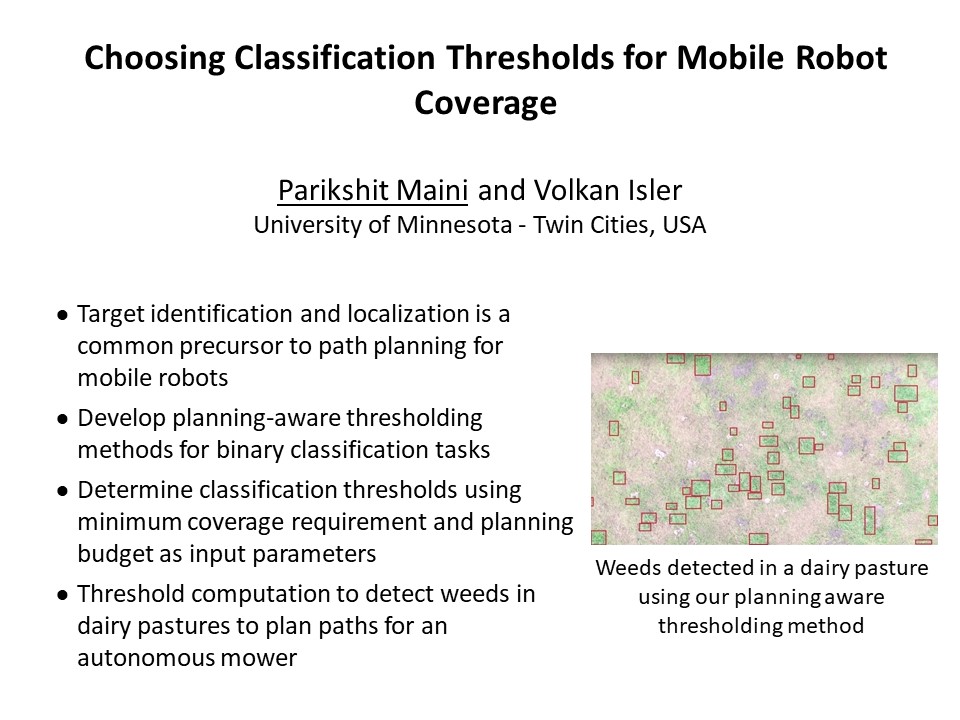 Choosing Classification Thresholds for Mobile Robot
Coverage
Parikshit Maini and Volkan Isler
University of Minnesota - Twin Cities, USA
● Target identification and localization is a
common precursor to path planning for
mobile robots
● Develop planning-aware thresholding
methods for binary classification tasks
● Determine classification thresholds using
minimum coverage requirement and planning
budget as input parameters
● Threshold computation to detect weeds in
dairy pastures to plan paths for an
autonomous mower
Weeds detected in a dairy pasture
using our planning aware
thresholding method